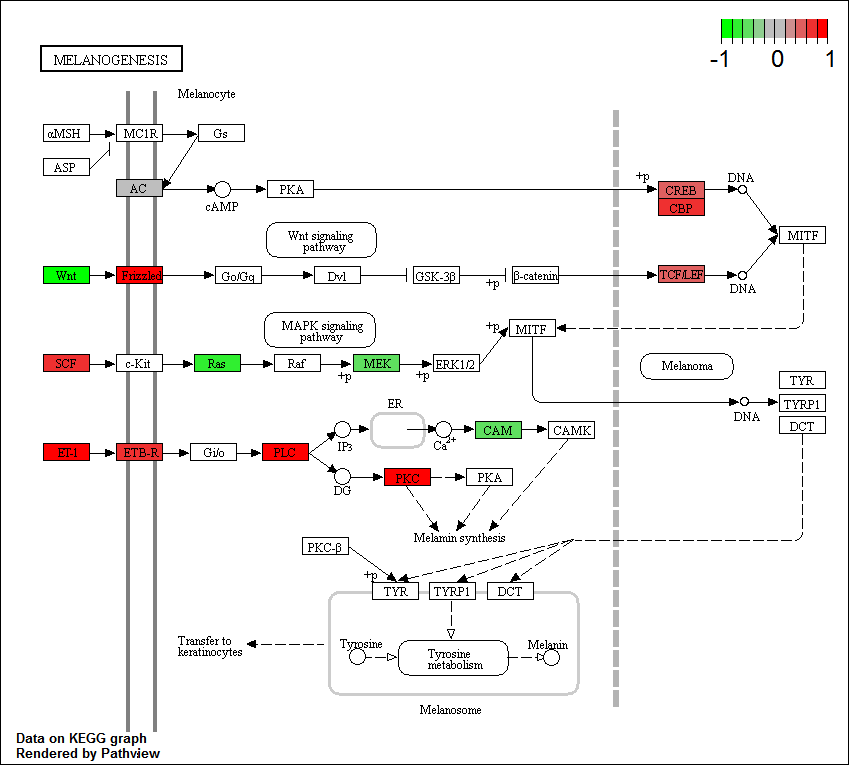 -1 0 1
MELANOGENESIS
Melanocyte
αMSH
MC1R
Gs
ASP
AC
cAMP
PKA
+p
CREB
CBP
DNA
MITF
Wnt signaling
pathway
Wnt
Frizzled
Go/Gq
Dvl
GSK-3β
+p
β-catenin
TCF/LEF
DNA
MAPK signaling
pathway
+p
MITF
SCF
c-Kit
Ras
Raf
+p
MEK
+p
ERK1/2
Melanoma
TYR
DNA
TYRP1
DCT
ER
ET-1
ETB-R
Gi/o
PLC
IP3
Ca2+
CAM
CAMK
DG
PKC
PKA
Melamin synthesis
PKC-β
+p
TYR
TYRP1
DCT
Transfer to
keratinocytes
Tyrosine
Tyrosine
metabolism
Melanin
Melanosome
Data on KEGG graph
Rendered by Pathview